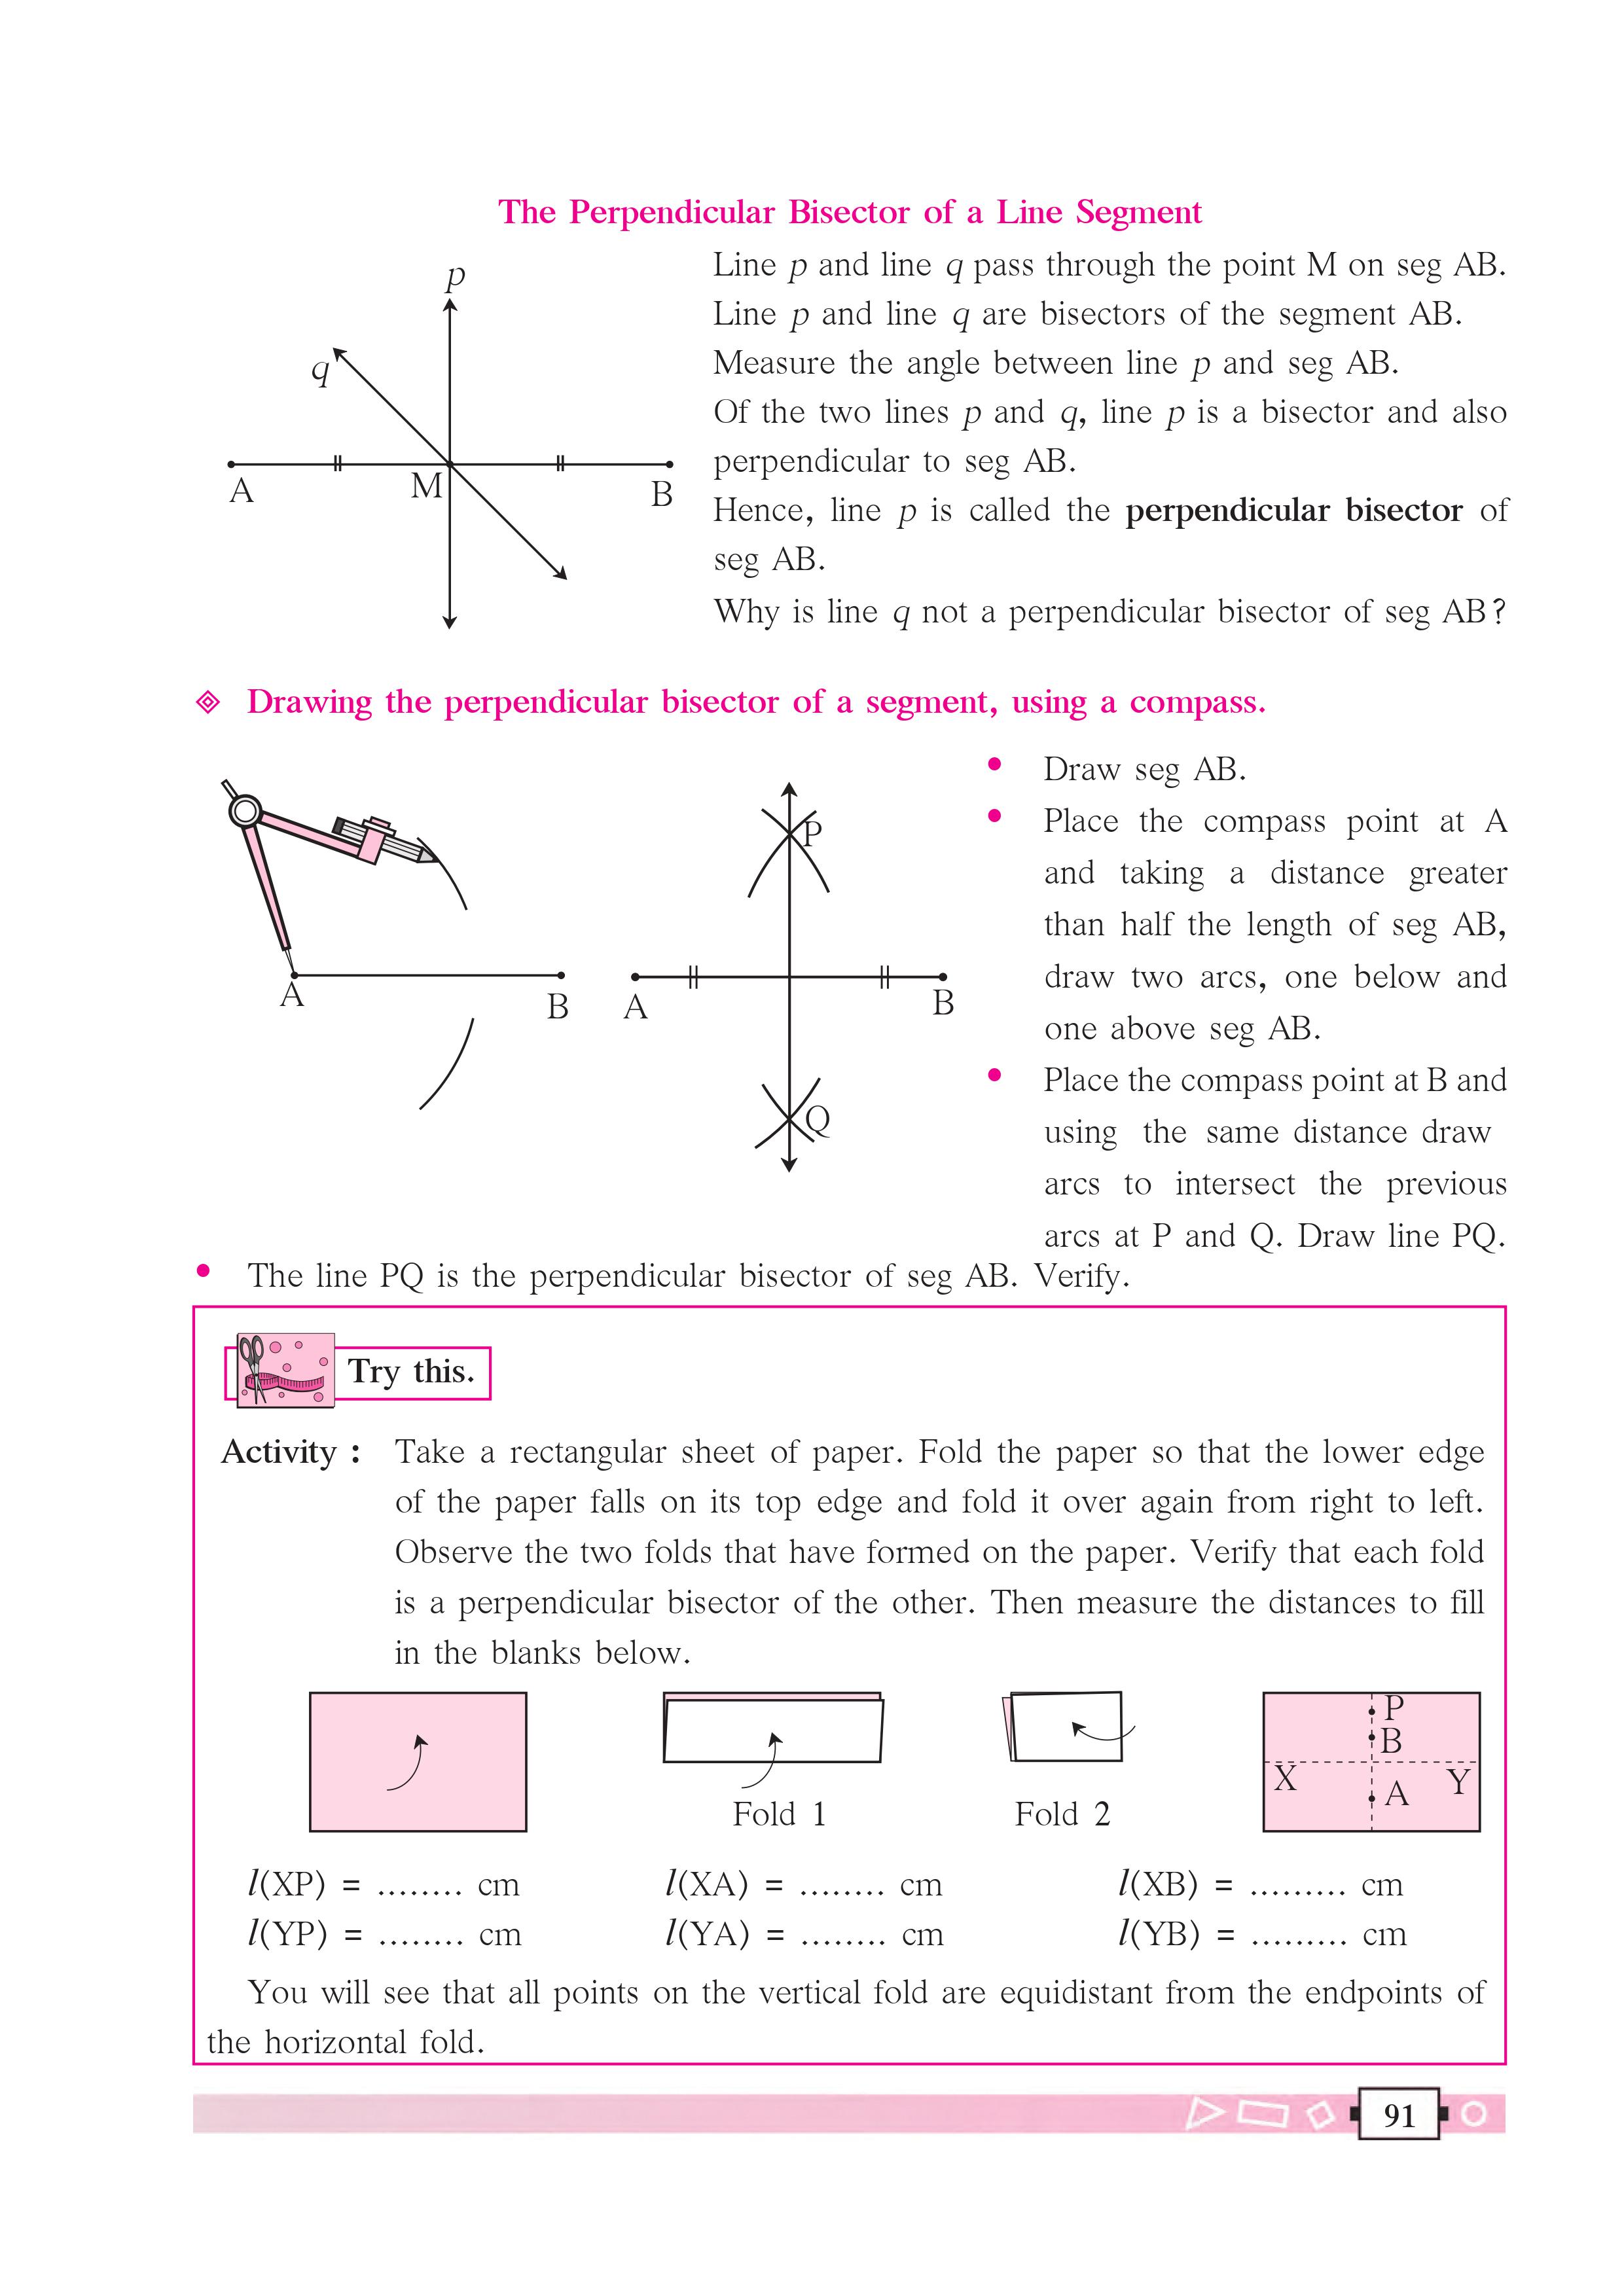 The Perpendicular Bisector of a Line Segment
p
q
A
M
B
Line p and line q pass through the point M on seg AB.
Line p and line q are bisectors of the segment AB.
Measure the angle between line p and seg AB.
Of the two lines p and q, line p is a bisector and also
perpendicular to seg AB.
Hence, line p is called the perpendicular bisector of
seg AB.
Why is line q not a perpendicular bisector of seg AB?
Drawing the perpendicular bisector of a segment, using a compass.
A
B
P
A
B
Q
• Draw seg AB.
• Place the compass point at A
and taking a distance greater
than half the length of seg AB,
draw two arcs, one below and
one above seg AB.
• Place the compass point at B and
using the same distance draw
arcs to intersect the previous
arcs at P and Q. Draw line PQ.
• The line PQ is the perpendicular bisector of seg AB. Verify.
Try this.
Activity : Take a rectangular sheet of paper. Fold the paper so that the lower edge
of the paper falls on its top edge and fold it over again from right to left.
Observe the two folds that have formed on the paper. Verify that each fold
is a perpendicular bisector of the other. Then measure the distances to fill
in the blanks below.
Fold 1
Fold 2
P
B
X
Y
A
l(XP) = ........ cm l(XA) = ........ cm l(XB) = ......... cm
l(YP) = ........ cm l(YA) = ........ cm l(YB) = ......... cm
You will see that all points on the vertical fold are equidistant from the endpoints of
the horizontal fold.
91